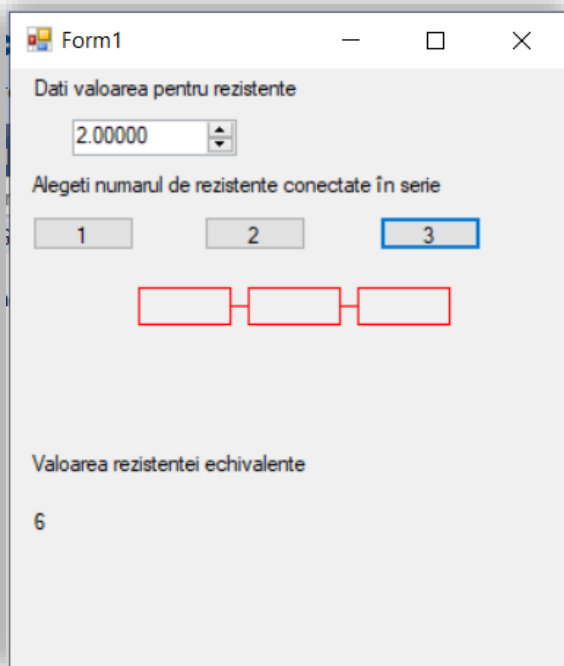 Form1
Dati valoarea pentru rezistente
2.00000
Alegeti numarul de rezistente conectate în serie
1 2 3
Valoarea rezistentei echivalente
6